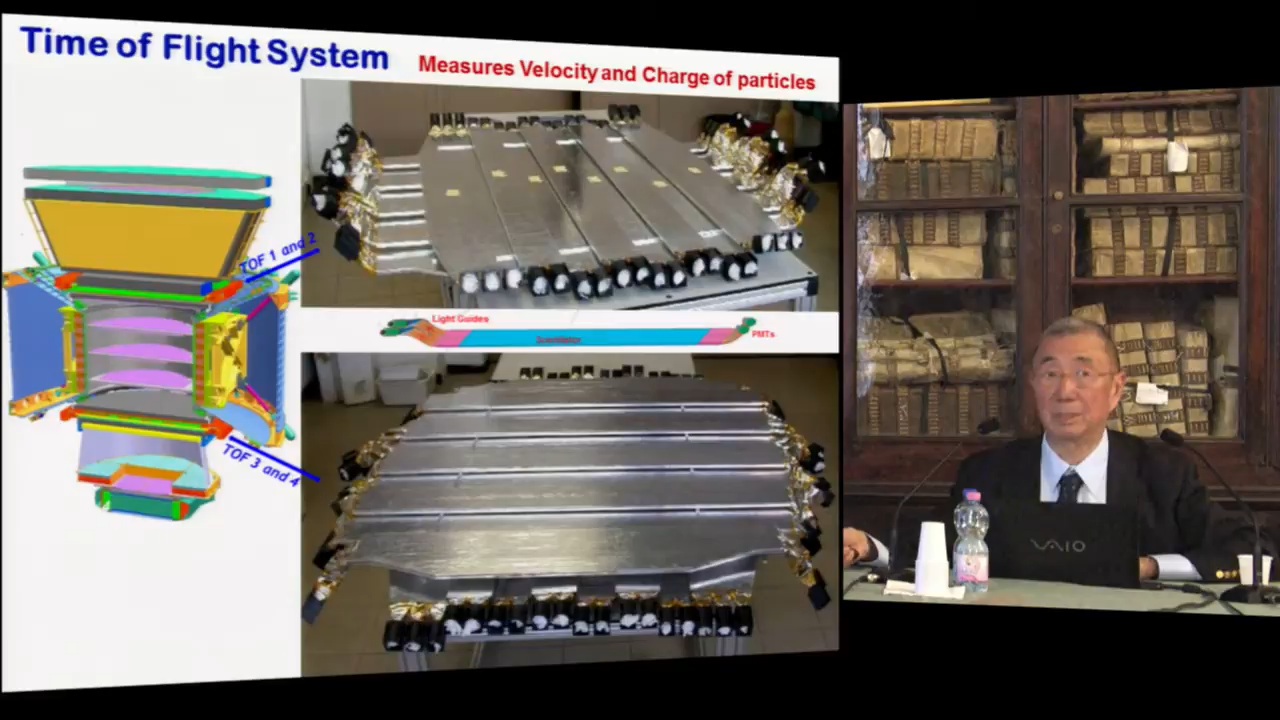 Time of Flight System
Measures Velocity and Charge of particles
TOF 1 and 2
Light Guides
Scintillator
PMTs
TOF 3 and 4
VAIO